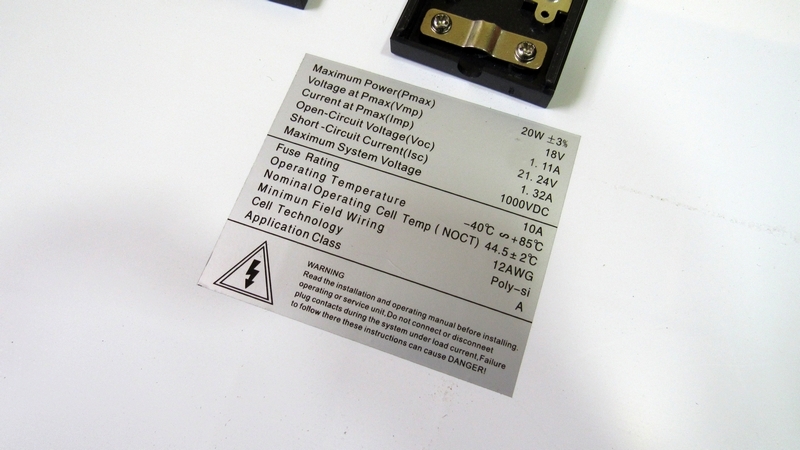 Maximum Power(Pmax) 20W ±3%
Voltage at Pmax(Vmp) 18V
Current at Pmax(Imp) 1. 11A
Open-Circuit Voltage(Voc) 21. 24V
Short -Circuit Current(Isc) 1. 32A
Maximum System Voltage 1000VDC
Fuse Rating 10A
Operating Temperature -40℃ ∽+85℃
Nominal Operating Cell Temp ( NOCT) 44.5±2℃
Minimun Field Wiring 12AWG
Cell Technology Poly-si
Application Class A
WARNING
Read the installation and operating manual before installing.
operating or service unit.Do not connect or disconneet
plug contacts during the system under load current,Failure
to follow there these instructions can cause DANGER!